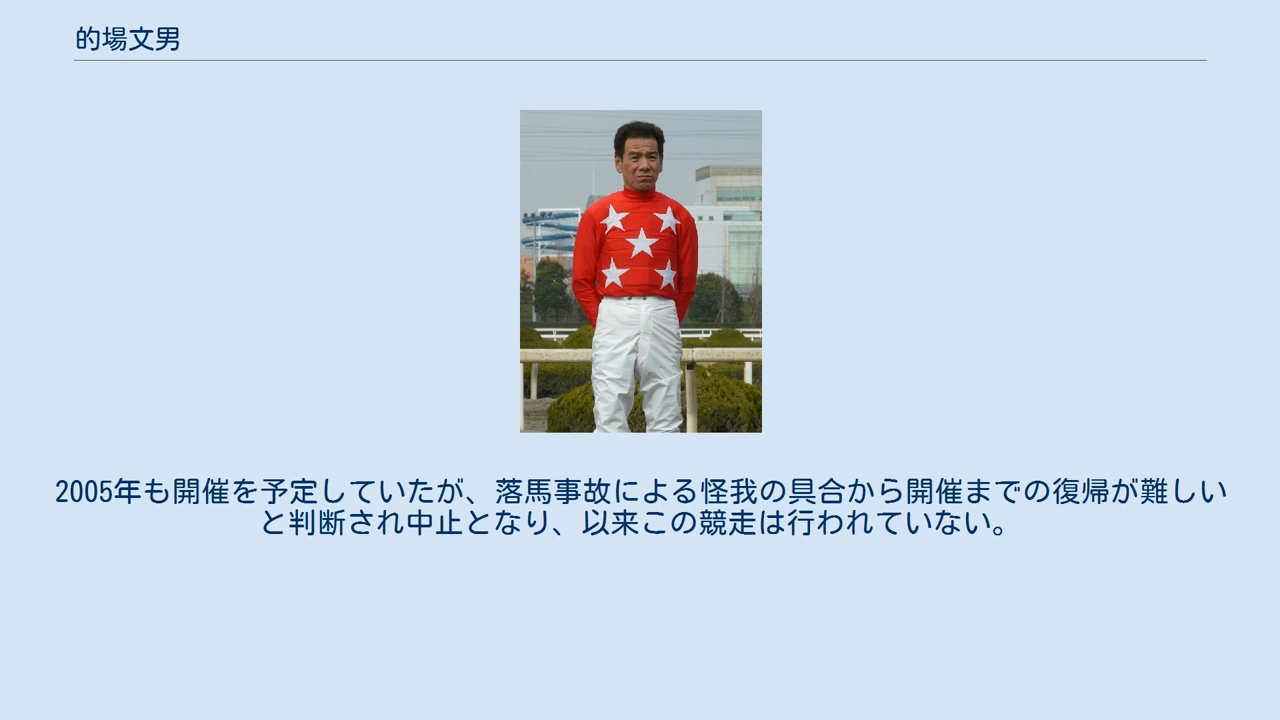 的場文男
2005年も開催を予定していたが、落馬事故による怪我の具合から開催までの復帰が難しい
と判断され中止となり、以来この競走は行われていない。